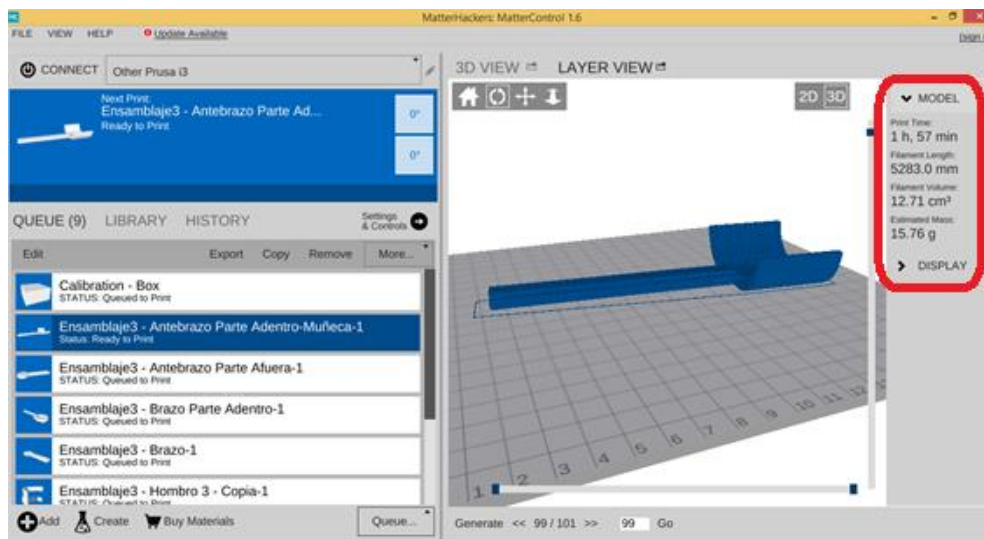 MatterHackers: MatterControl 1.6
FILE VIEW HELP Update Available
CONNECT Other Prusa i3
Next Print:
Ensamblaje3 - Antebrazo Parte Ad...
Ready to Print
0°
0°
QUEUE (9) LIBRARY HISTORY Settings
& Controls
Edit Export Copy Remove More...
Calibration - Box
STATUS: Queued to Print
Ensamblaje3 - Antebrazo Parte Adentro-Muñeca-1
Status: Ready to Print
Ensamblaje3 - Antebrazo Parte Afuera-1
STATUS: Queued to Print
Ensamblaje3 - Brazo Parte Adentro-1
STATUS: Queued to Print
Ensamblaje3 - Brazo-1
STATUS: Queued to Print
Ensamblaje3 - Hombro 3 - Copia-1
STATUS: Queued to Print
Add Create Buy Materials Queue...
3D VIEW LAYER VIEW
2D 3D
1 2 3 4 5 6 7 8 9 10 11 12
Generate << 99 / 101 >> 99 Go
MODEL
Print Time:
1 h, 57 min
Filament Length:
5283.0 mm
Filament Volume:
12.71 cm³
Estimated Mass:
15.76 g
DISPLAY